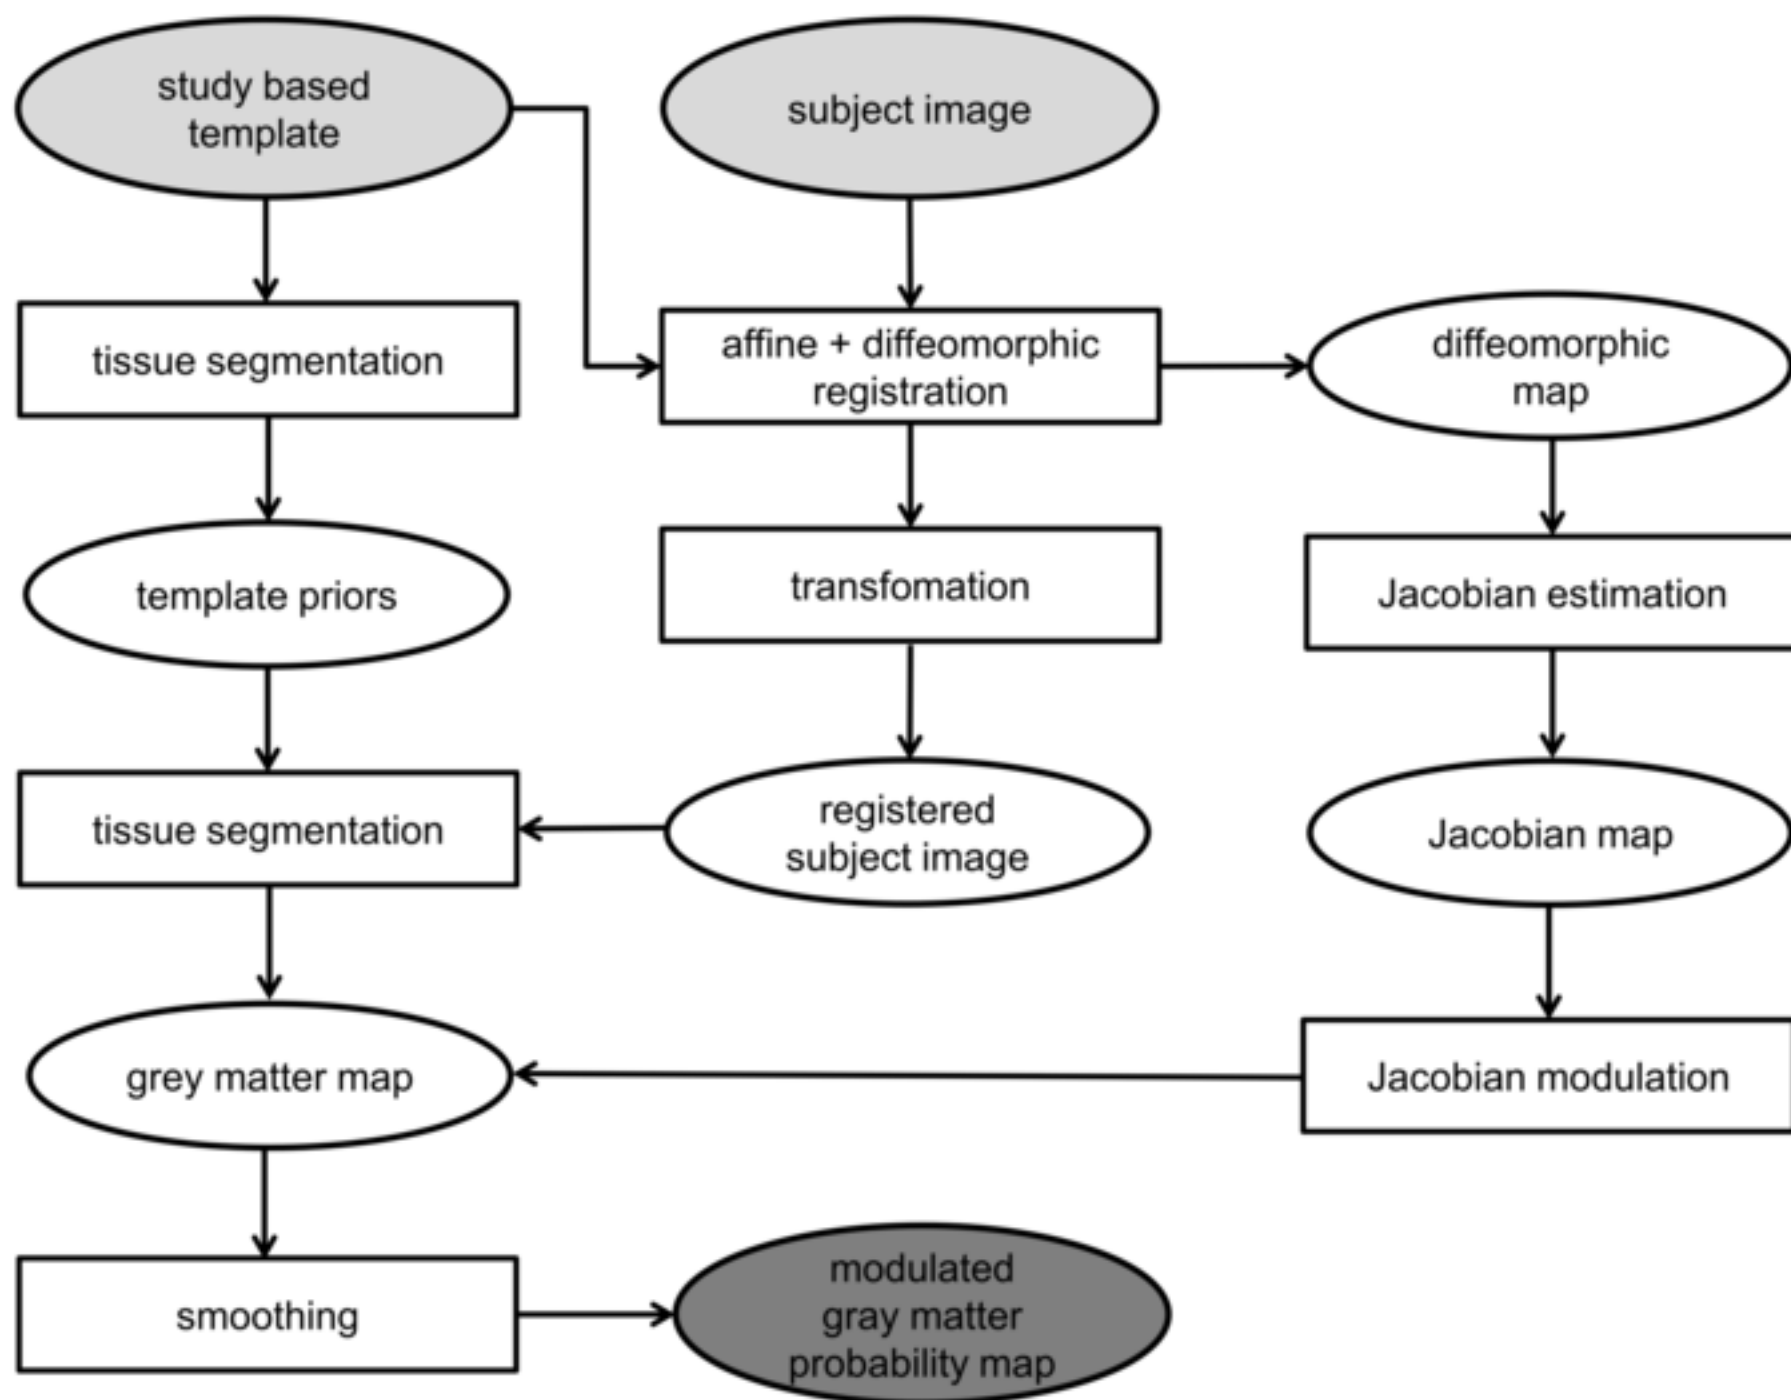 study based
template
subject image
tissue segmentation
affine + diffeomorphic
registration
diffeomorphic
map
template priors
transfomation
Jacobian estimation
tissue segmentation
registered
subject image
Jacobian map
grey matter map
Jacobian modulation
smoothing
modulated
gray matter
probability map